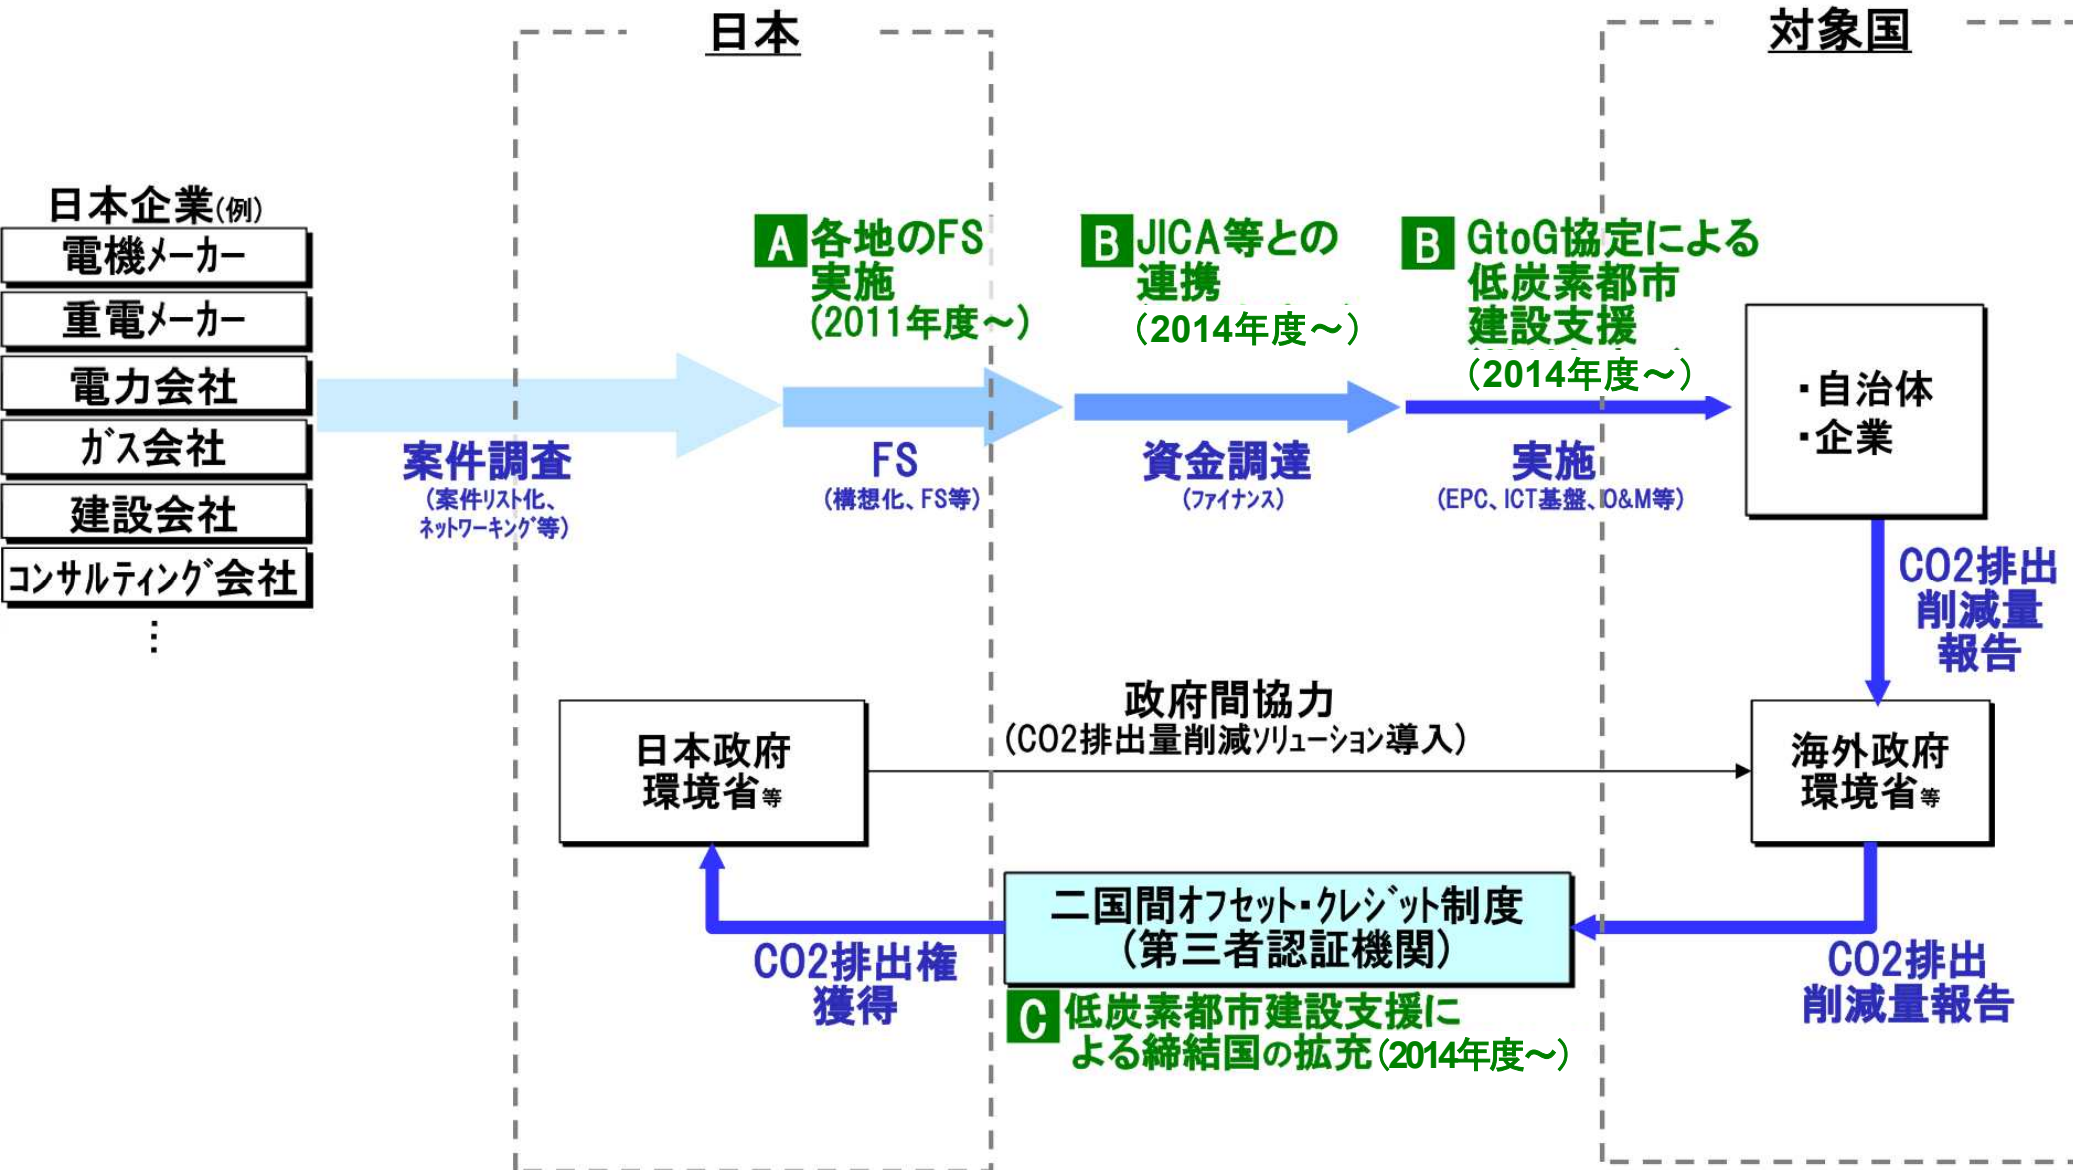 日本
対象国
日本企業(例)
電機メーカー
重電メーカー
電力会社
ガス会社
建設会社
コンサルティング会社
⋮
A 各地のFS
実施
(2011年度~)
B JICA等との
連携
(2014年度~)
B GtoG協定による
低炭素都市
建設支援
(2014年度~)
案件調査
(案件リスト化、
ネットワーキング等)
FS
(構想化、FS等)
資金調達
(ファイナンス)
実施
(EPC、ICT基盤、O&M等)
・自治体
・企業
CO2排出
削減量
報告
日本政府
環境省等
政府間協力
(CO2排出量削減ソリューション導入)
海外政府
環境省等
二国間オフセット・クレジット制度
(第三者認証機関)
CO2排出権
獲得
CO2排出
削減量報告
C 低炭素都市建設支援に
よる締結国の拡充(2014年度~)